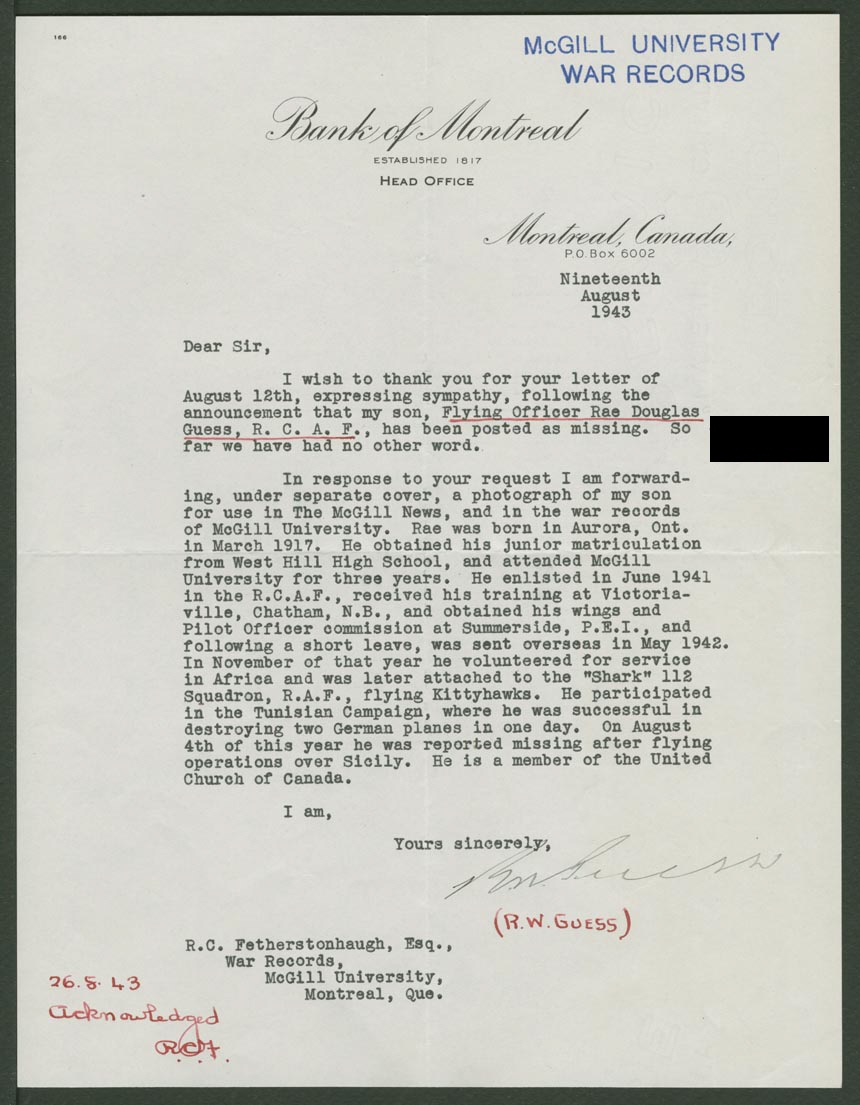 166
McGILL UNIVERSITY
WAR RECORDS
Bank of Montreal
ESTABLISHED 1817
HEAD OFFICE
Montreal, Canada,
P.O. Box 6002
Nineteenth
August
1943
Dear Sir,
I wish to thank you for your letter of
August 12th, expressing sympathy, following the
announcement that my son, Flying Officer Rae Douglas
Guess, R. C. A. F., has been posted as missing. So
far we have had no other word.
In response to your request I am forward-
ing, under separate cover, a photograph of my son
for use in The McGill News, and in the war records
of McGill University. Rae was born in Aurora, Ont.
in March 1917. He obtained his junior matriculation
from West Hill High School, and attended McGill
University for three years. He enlisted in June 1941
in the R.C.A.F., received his training at Victoria-
ville, Chatham, N.B., and obtained his wings and
Pilot Officer commission at Summerside, P.E.I., and
following a short leave, was sent overseas in May 1942.
In November of that year he volunteered for service
in Africa and was later attached to the "Shark" 112
Squadron, R.A.F., flying Kittyhawks. He participated
in the Tunisian Campaign, where he was successful in
destroying two German planes in one day. On August
4th of this year he was reported missing after flying
operations over Sicily. He is a member of the United
Church of Canada.
I am,
Yours sincerely,
RW Guess
(R.W. GUESS)
R.C. Fetherstonhaugh, Esq.,
War Records,
McGill University,
Montreal, Que.
26.8.43
Acknowledged
R.C.F.